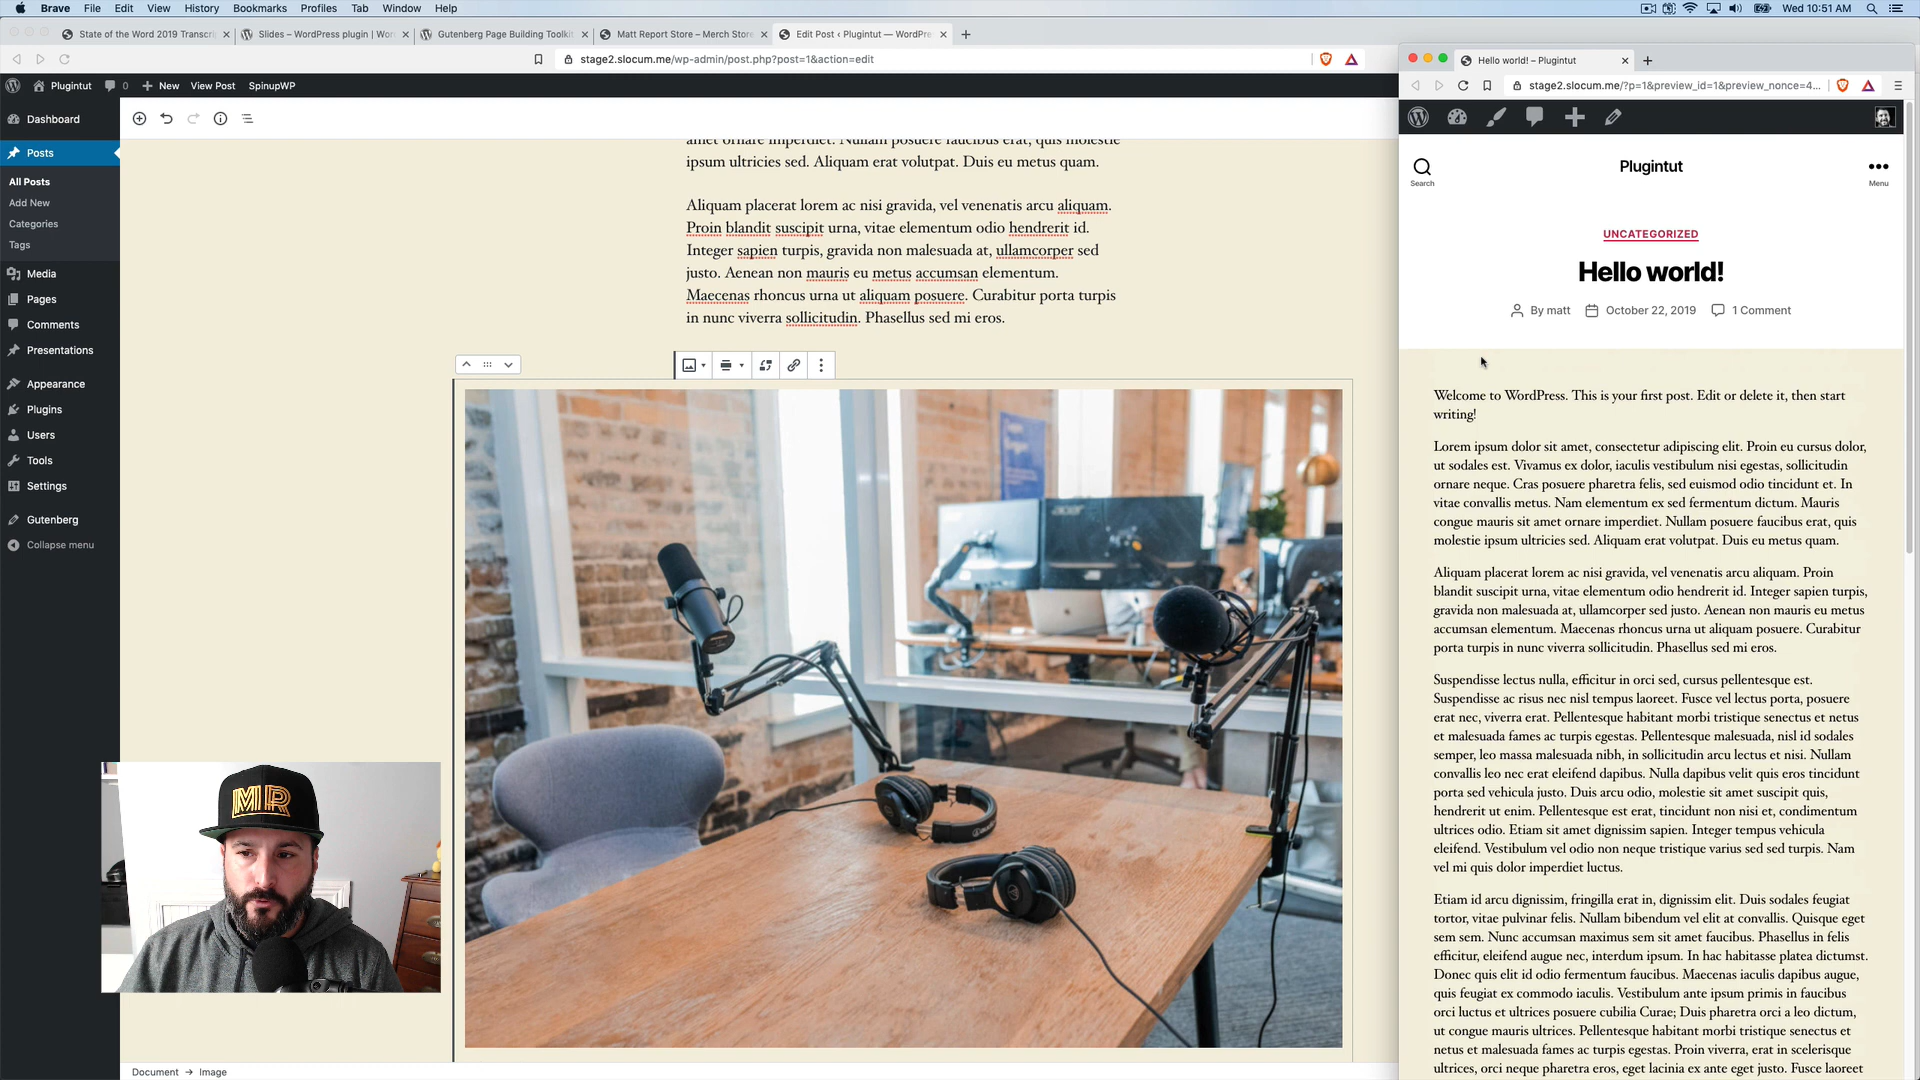 Brave File Edit View History Bookmarks Profiles Tab Window Help
Wed 10:51 AM
State of the Word 2019 Transcri
Slides – WordPress plugin | Wor
Gutenberg Page Building Toolkit
Matt Report Store – Merch Store
Edit Post ‹ Plugintut — WordPre
stage2.slocum.me/wp-admin/post.php?post=1&action=edit
Plugintut 0 New View Post SpinupWP
Dashboard
Posts
All Posts
Add New
Categories
Tags
Media
Pages
Comments
Presentations
Appearance
Plugins
Users
Tools
Settings
Gutenberg
Collapse menu
amet ornare imperdiet. Nullam posuere faucibus erat, quis molestie
ipsum ultricies sed. Aliquam erat volutpat. Duis eu metus quam.
Aliquam placerat lorem ac nisi gravida, vel venenatis arcu aliquam.
Proin blandit suscipit urna, vitae elementum odio hendrerit id.
Integer sapien turpis, gravida non malesuada at, ullamcorper sed
justo. Aenean non mauris eu metus accumsan elementum.
Maecenas rhoncus urna ut aliquam posuere. Curabitur porta turpis
in nunc viverra sollicitudin. Phasellus sed mi eros.
acer
MR
Document → Image
Hello world! – Plugintut
stage2.slocum.me/?p=1&preview_id=1&preview_nonce=4...
Search
Plugintut
Menu
UNCATEGORIZED
Hello world!
By matt October 22, 2019 1 Comment
Welcome to WordPress. This is your first post. Edit or delete it, then start
writing!
Lorem ipsum dolor sit amet, consectetur adipiscing elit. Proin eu cursus dolor,
ut sodales est. Vivamus ex dolor, iaculis vestibulum nisi egestas, sollicitudin
ornare neque. Cras posuere pharetra felis, sed euismod odio tincidunt et. In
vitae convallis metus. Nam elementum ex sed fermentum dictum. Mauris
congue mauris sit amet ornare imperdiet. Nullam posuere faucibus erat, quis
molestie ipsum ultricies sed. Aliquam erat volutpat. Duis eu metus quam.
Aliquam placerat lorem ac nisi gravida, vel venenatis arcu aliquam. Proin
blandit suscipit urna, vitae elementum odio hendrerit id. Integer sapien turpis,
gravida non malesuada at, ullamcorper sed justo. Aenean non mauris eu metus
accumsan elementum. Maecenas rhoncus urna ut aliquam posuere. Curabitur
porta turpis in nunc viverra sollicitudin. Phasellus sed mi eros.
Suspendisse lectus nulla, efficitur in orci sed, cursus pellentesque est.
Suspendisse ac risus nec nisl tempus laoreet. Fusce vel lectus porta, posuere
erat nec, viverra erat. Pellentesque habitant morbi tristique senectus et netus
et malesuada fames ac turpis egestas. Pellentesque malesuada, nisl id sodales
semper, leo massa malesuada nibh, in sollicitudin arcu lectus et nisi. Nullam
convallis leo nec erat eleifend dapibus. Nulla dapibus velit quis eros tincidunt
porta sed vehicula justo. Duis arcu odio, molestie sit amet suscipit quis,
hendrerit ut enim. Pellentesque est erat, tincidunt non nisi et, condimentum
ultrices odio. Etiam sit amet dignissim sapien. Integer tempus vehicula
eleifend. Vestibulum vel odio non neque tristique varius sed sed turpis. Nam
vel mi quis dolor imperdiet luctus.
Etiam id arcu dignissim, fringilla erat in, dignissim elit. Duis sodales feugiat
tortor, vitae pulvinar felis. Nullam bibendum vel elit at convallis. Quisque eget
sem sem. Nunc accumsan maximus sem sit amet faucibus. Phasellus in felis
efficitur, eleifend augue nec, interdum ipsum. In hac habitasse platea dictumst.
Donec quis elit id odio fermentum faucibus. Maecenas iaculis dapibus augue,
quis feugiat ex commodo iaculis. Vestibulum ante ipsum primis in faucibus
orci luctus et ultrices posuere cubilia Curae; Duis pharetra orci a leo dictum,
ut congue mauris ultrices. Pellentesque habitant morbi tristique senectus et
netus et malesuada fames ac turpis egestas. Proin viverra, erat in scelerisque
ultrices, orci neque pharetra eros, eget lacinia ex ante eget justo. Fusce laoreet